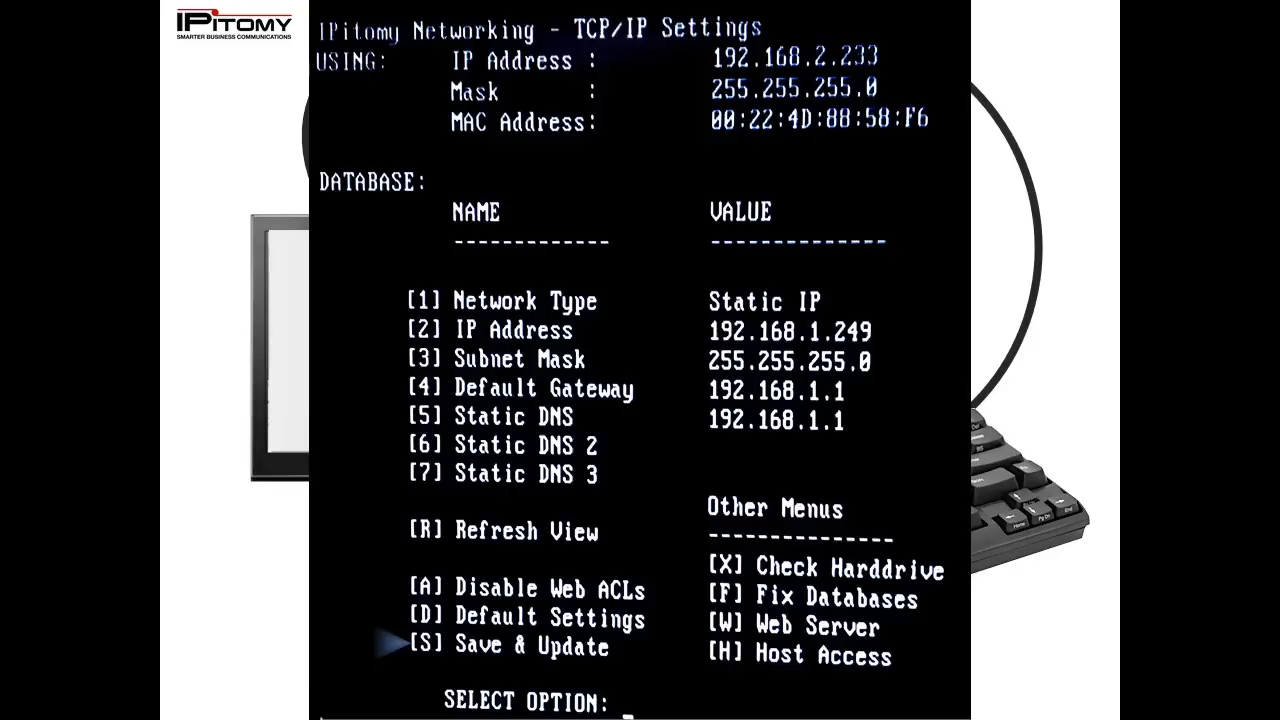 IPITOMY
SMARTER BUSINESS COMMUNICATIONS
IPitomy Networking - TCP/IP Settings
USING: IP Address : 192.168.2.233
Mask : 255.255.255.0
MAC Address: 00:22:4D:88:58:F6
DATABASE:
NAME VALUE
------------- ---------------
[1] Network Type Static IP
[2] IP Address 192.168.1.249
[3] Subnet Mask 255.255.255.0
[4] Default Gateway 192.168.1.1
[5] Static DNS 192.168.1.1
[6] Static DNS 2
[7] Static DNS 3
Other Menus
---------------
[R] Refresh View
[X] Check Harddrive
[A] Disable Web ACLs [F] Fix Databases
[D] Default Settings [W] Web Server
[S] Save & Update [H] Host Access
SELECT OPTION: _
Home
Pg Dn
End